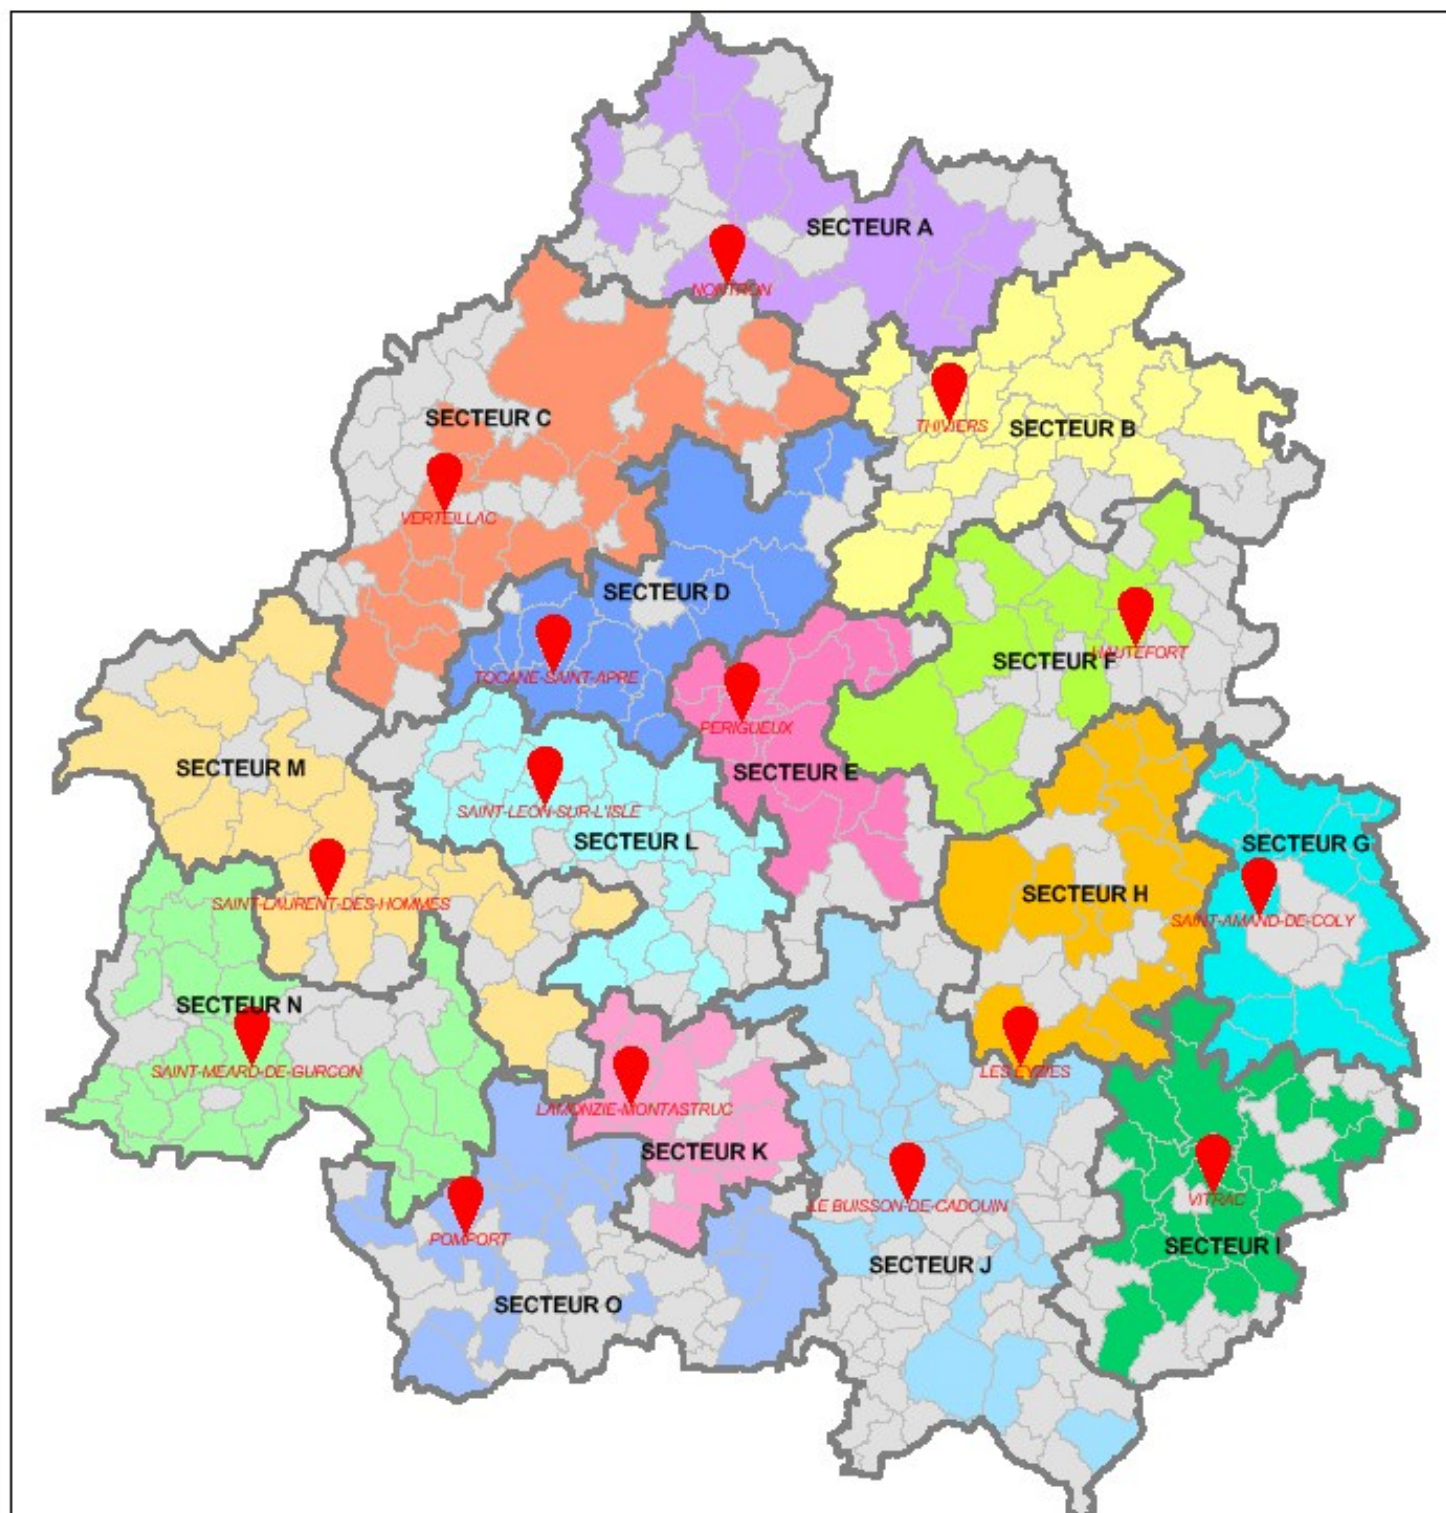 SECTEUR A
NONTRON
SECTEUR C
THIVIERS
SECTEUR B
VERTEILLAC
SECTEUR D
TOCANE-SAINT-APRE
SECTEUR F
HAUTEFORT
PERIGUEUX
SECTEUR M
SECTEUR E
SAINT-LEON-SUR-L'ISLE
SECTEUR L
SECTEUR G
SECTEUR H
SAINT-LAURENT-DES-HOMMES
SAINT-AMAND-DE-COLY
SECTEUR N
SAINT-MEARD-DE-GURCON
LES EYZIES
LAMONZIE-MONTASTRUC
SECTEUR K
LE BUISSON-DE-CADOUIN
VITRAC
POMPORT
SECTEUR I
SECTEUR J
SECTEUR O